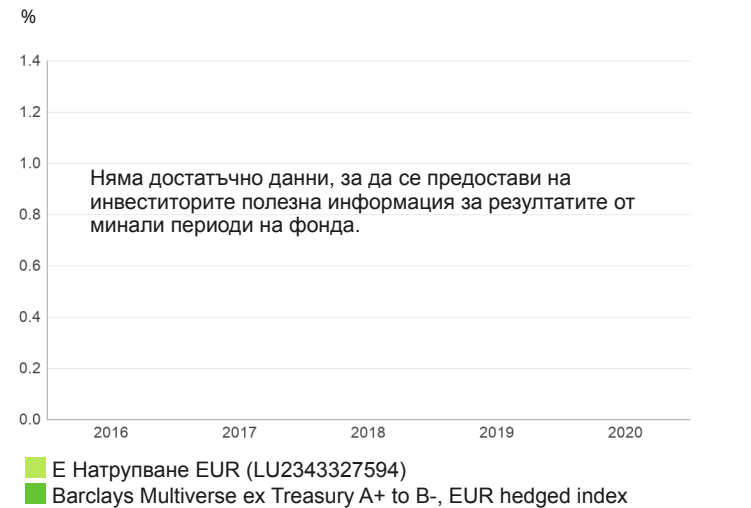 %
1.4
1.2
1.0
Няма достатъчно данни, за да се предостави на
инвеститорите полезна информация за резултатите от
0.8
минали периоди на фонда.
0.6
0.4
0.2
0.0
2016 2017 2018 2019 2020
Е Натрупване EUR (LU2343327594)
Barclays Multiverse ex Treasury A+ to B-, EUR hedged index